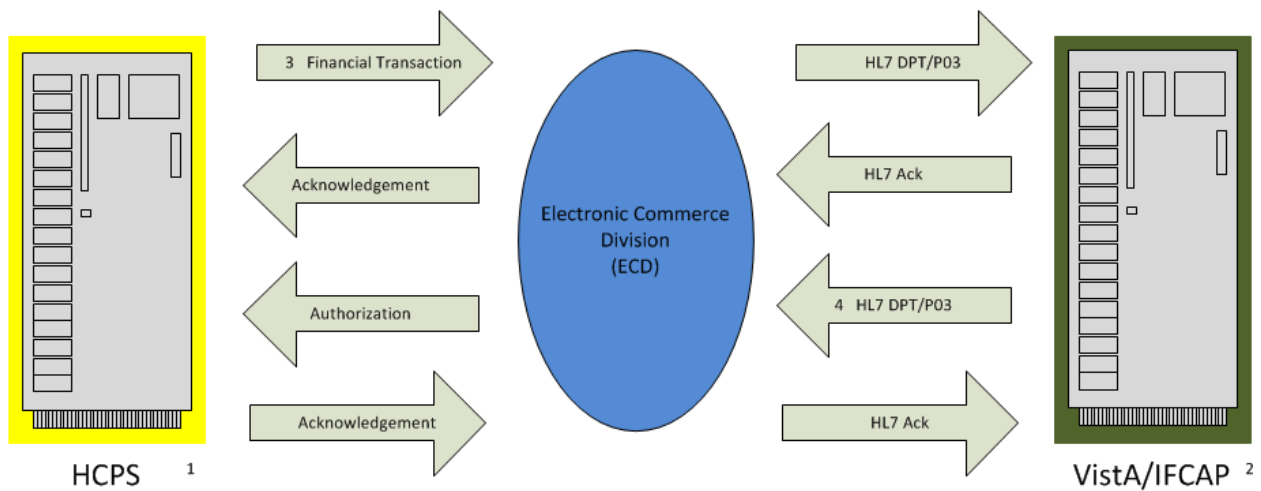 3 Financial Transaction
HL7 DPT/P03
Acknowledgement
HL7 Ack
Electronic Commerce
Division
(ECD)
Authorization
4 HL7 DPT/P03
Acknowledgement
HL7 Ack
HCPS 1
VistA/IFCAP 2